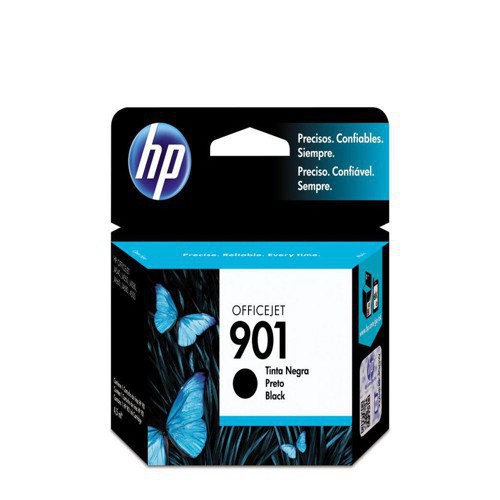 hp
Precisos. Confiables.
Siempre.
Preciso. Confiável.
Sempre.
Precise. Reliable. Every time.
OFFICEJET
901
Tinta Negra
Preto
Black